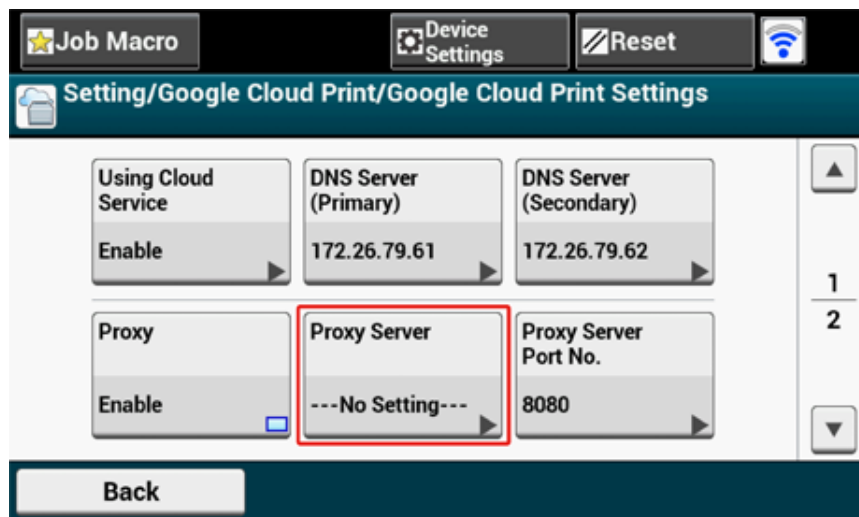 Job Macro
Device
Settings
Reset
Setting/Google Cloud Print/Google Cloud Print Settings
Using Cloud
Service
Enable
DNS Server
(Primary)
172.26.79.61
DNS Server
(Secondary)
172.26.79.62
1
2
Proxy
Enable
Proxy Server
---No Setting---
Proxy Server
Port No.
8080
Back